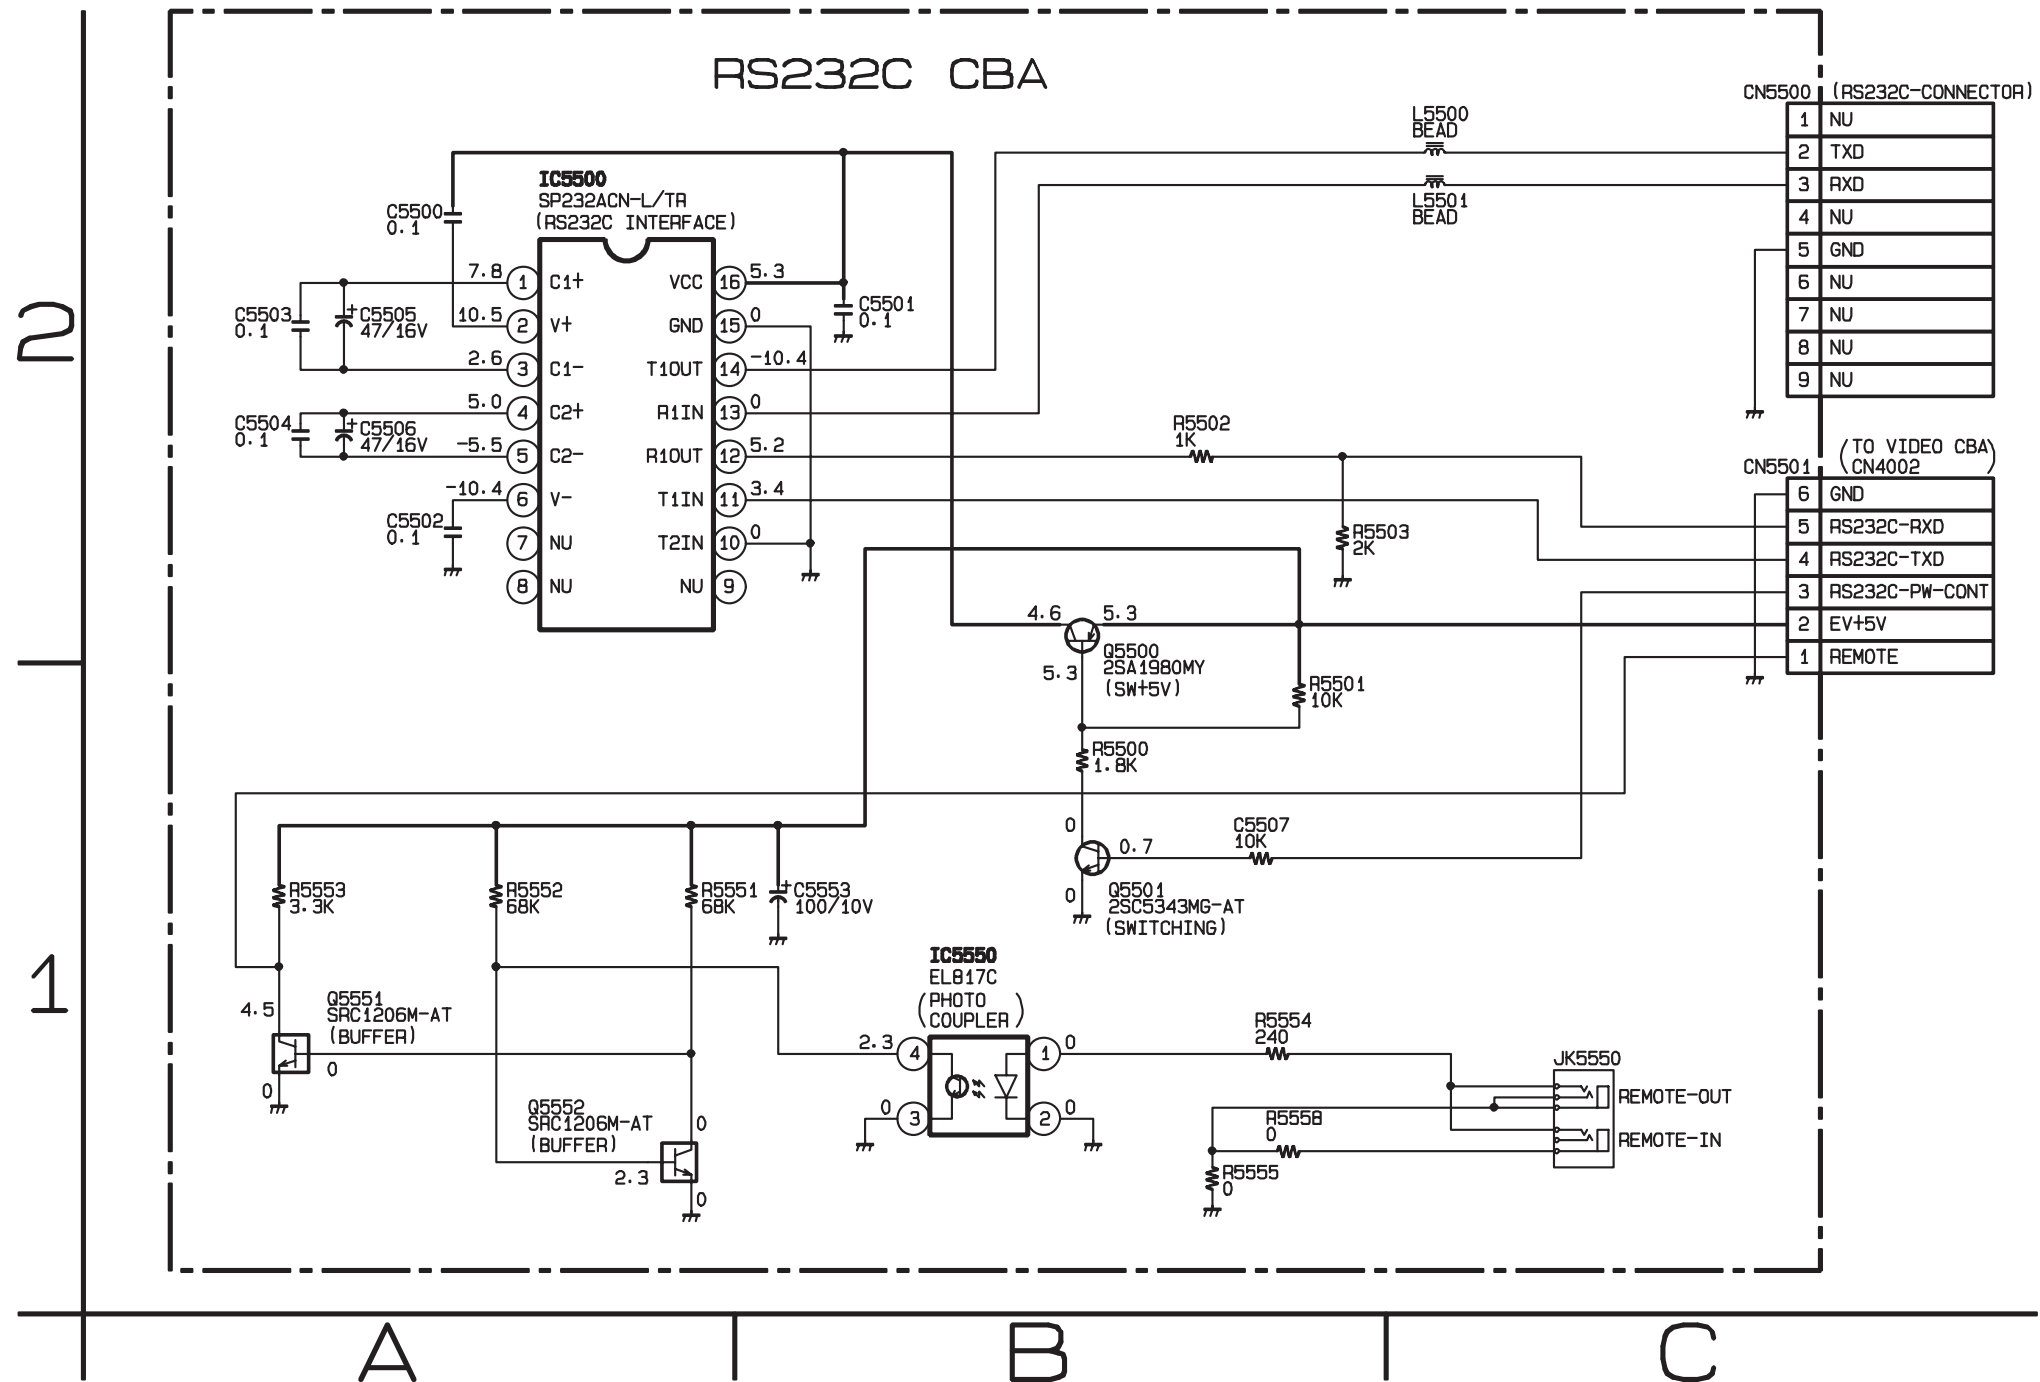 RS232C CBA
CN5500 (RS232C-CONNECTOR)
1 NU
2 TXD
3 RXD
4 NU
5 GND
6 NU
7 NU
8 NU
9 NU
L5500
BEAD
L5501
BEAD
IC5500
SP232ACN-L/TR
(RS232C INTERFACE)
C5500
0.1
7.8 1 C1+
10.5 2 V+
2.6 3 C1-
5.0 4 C2+
-5.5 5 C2-
-10.4 6 V-
7 NU
8 NU
VCC 16 5.3
GND 15 0
T1OUT 14 -10.4
R1IN 13 0
R1OUT 12 5.2
T1IN 11 3.4
T2IN 10 0
NU 9
C5503
0.1
C5505
47/16V
C5501
0.1
C5504
0.1
C5506
47/16V
C5502
0.1
R5502
1K
R5503
2K
(TO VIDEO CBA
CN4002)
CN5501
6 GND
5 RS232C-RXD
4 RS232C-TXD
3 RS232C-PW-CONT
2 EV+5V
1 REMOTE
4.6 5.3
5.3
Q5500
2SA1980MY
(SW+5V)
R5501
10K
R5500
1.8K
0
0.7
0
C5507
10K
Q5501
2SC5343MG-AT
(SWITCHING)
R5553
3.3K
R5552
68K
R5551
68K
C5553
100/10V
4.5
Q5551
SRC1206M-AT
(BUFFER)
0
0
Q5552
SRC1206M-AT
(BUFFER)
0
2.3
0
IC5550
EL817C
(PHOTO
COUPLER)
2.3 4
0 3
1 0
2 0
R5554
240
R5558
0
R5555
0
JK5550
REMOTE-OUT
REMOTE-IN
2
1
A
B
C